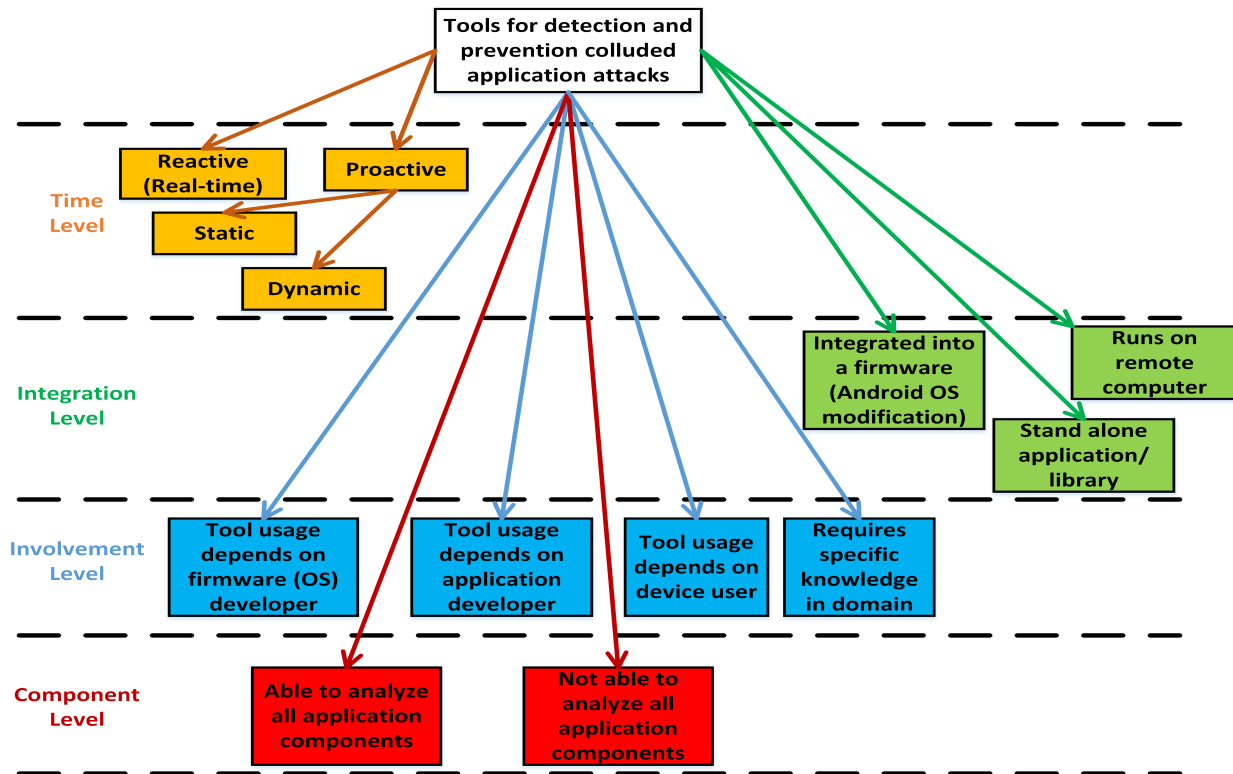 Tools for detection and
prevention colluded
application attacks
Time
Level
Reactive
(Real-time)
Proactive
Static
Dynamic
Integration
Level
Integrated into
a firmware
(Android OS
modification)
Runs on
remote
computer
Stand alone
application/
library
Involvement
Level
Tool usage
depends on
firmware (OS)
developer
Tool usage
depends on
application
developer
Tool usage
depends on
device user
Requires
specific
knowledge
in domain
Component
Level
Able to analyze
all application
components
Not able to
analyze all
application
components